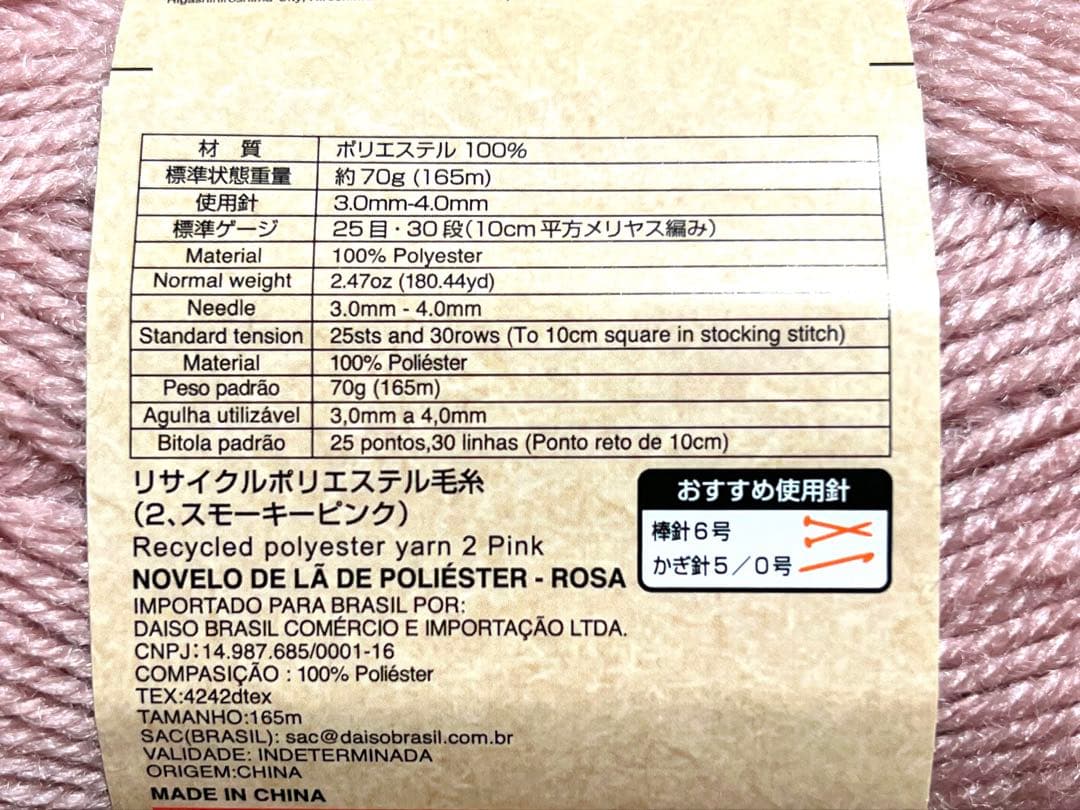 Higashihiroshima City,
材　質 ポリエステル 100%
標準状態重量 約70g (165m)
使用針 3.0mm-4.0mm
標準ゲージ 25目・30段(10cm平方メリヤス編み)
Material 100% Polyester
Normal weight 2.47oz (180.44yd)
Needle 3.0mm - 4.0mm
Standard tension 25sts and 30rows (To 10cm square in stocking stitch)
Material 100% Poliéster
Peso padrão 70g (165m)
Agulha utilizável 3,0mm a 4,0mm
Bitola padrão 25 pontos,30 linhas (Ponto reto de 10cm)
リサイクルポリエステル毛糸
(2、スモーキーピンク)
Recycled polyester yarn 2 Pink
NOVELO DE LÃ DE POLIÉSTER - ROSA
IMPORTADO PARA BRASIL POR:
DAISO BRASIL COMÉRCIO E IMPORTAÇÃO LTDA.
CNPJ:14.987.685/0001-16
COMPASIÇÃO : 100% Poliéster
TEX:4242dtex
TAMANHO:165m
SAC(BRASIL): sac@daisobrasil.com.br
VALIDADE: INDETERMINADA
ORIGEM:CHINA
MADE IN CHINA
おすすめ使用針
棒針6号
かぎ針5/0号